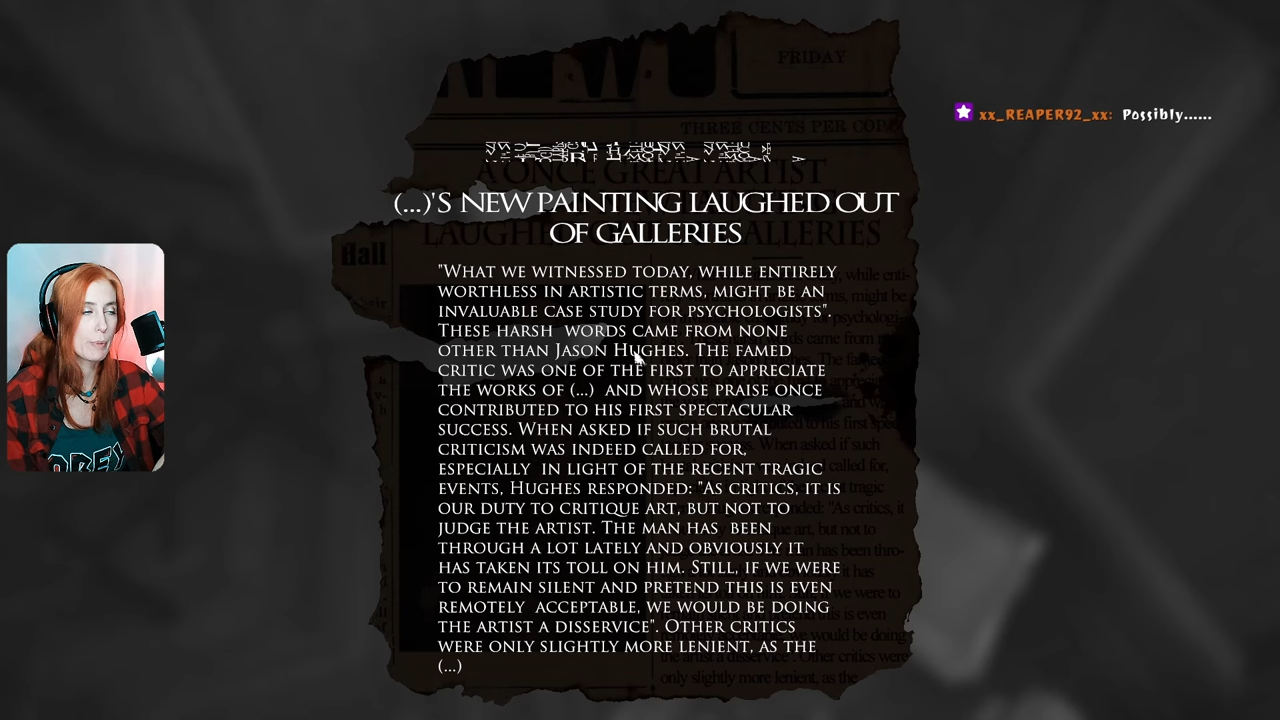 FRIDAY
THREE CENTS PER COP
xx_REAPER92_xx: Possibly......
A ONCE GREAT ARTIST
(...)'S NEW PAINTING LAUGHED OUT
OF GALLERIES
"WHAT WE WITNESSED TODAY, WHILE ENTIRELY
WORTHLESS IN ARTISTIC TERMS, MIGHT BE AN
INVALUABLE CASE STUDY FOR PSYCHOLOGISTS".
THESE HARSH WORDS CAME FROM NONE
OTHER THAN JASON HUGHES. THE FAMED
CRITIC WAS ONE OF THE FIRST TO APPRECIATE
THE WORKS OF (...) AND WHOSE PRAISE ONCE
CONTRIBUTED TO HIS FIRST SPECTACULAR
SUCCESS. WHEN ASKED IF SUCH BRUTAL
CRITICISM WAS INDEED CALLED FOR,
ESPECIALLY IN LIGHT OF THE RECENT TRAGIC
EVENTS, HUGHES RESPONDED: "AS CRITICS, IT IS
OUR DUTY TO CRITIQUE ART, BUT NOT TO
JUDGE THE ARTIST. THE MAN HAS BEEN
THROUGH A LOT LATELY AND OBVIOUSLY IT
HAS TAKEN ITS TOLL ON HIM. STILL, IF WE WERE
TO REMAIN SILENT AND PRETEND THIS IS EVEN
REMOTELY ACCEPTABLE, WE WOULD BE DOING
THE ARTIST A DISSERVICE". OTHER CRITICS
WERE ONLY SLIGHTLY MORE LENIENT, AS THE
(...)
Hall
OBEY